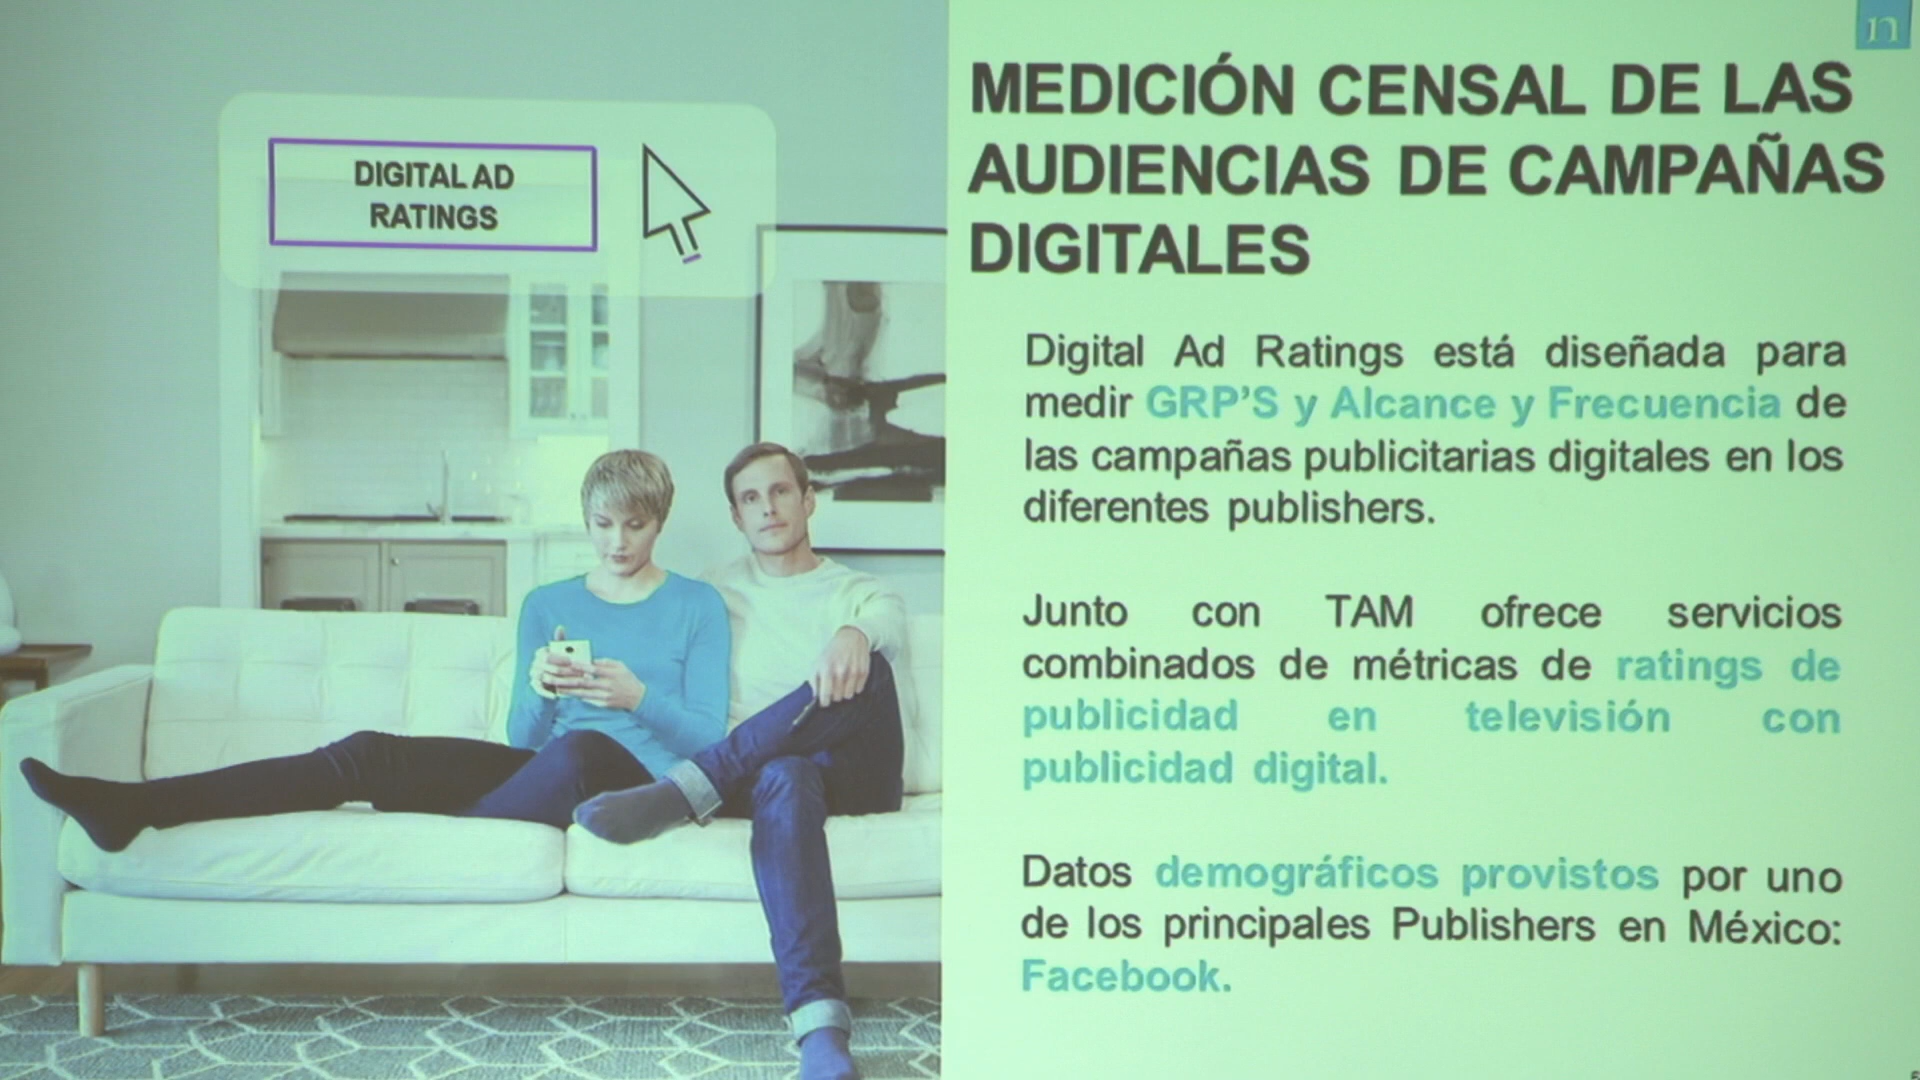 n
MEDICIÓN CENSAL DE LAS
AUDIENCIAS DE CAMPAÑAS
DIGITALES
DIGITAL AD
RATINGS
Digital Ad Ratings está diseñada para
medir GRP'S y Alcance y Frecuencia de
las campañas publicitarias digitales en los
diferentes publishers.
Junto con TAM ofrece servicios
combinados de métricas de ratings de
publicidad en televisión con
publicidad digital.
Datos demográficos provistos por uno
de los principales Publishers en México:
Facebook.